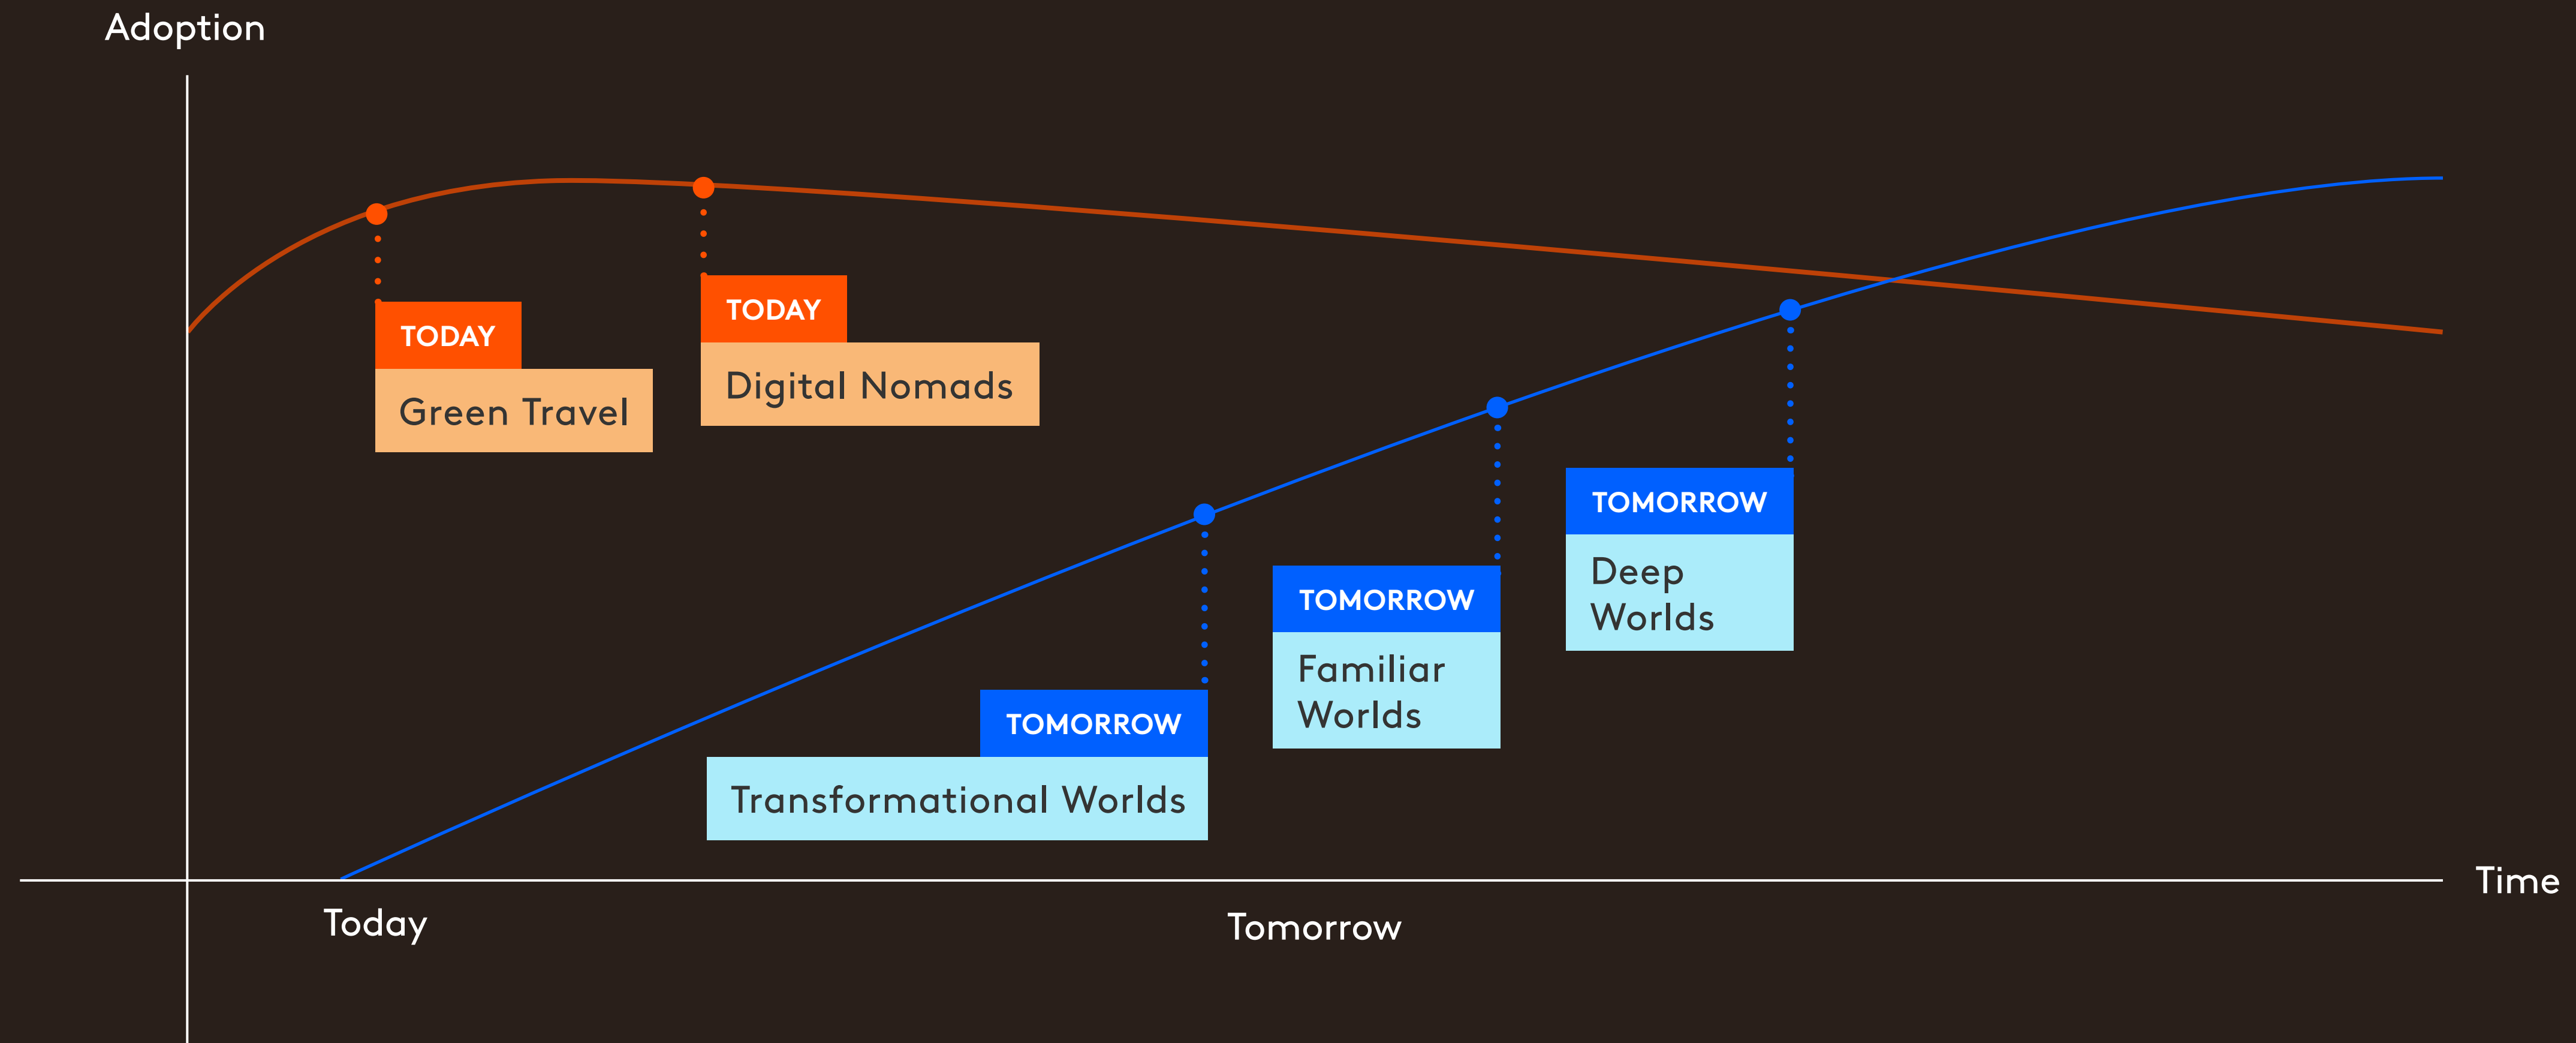 Adoption
TODAY
Green Travel
TODAY
Digital Nomads
TOMORROW
Transformational Worlds
TOMORROW
Familiar
Worlds
TOMORROW
Deep
Worlds
Time
Today
Tomorrow